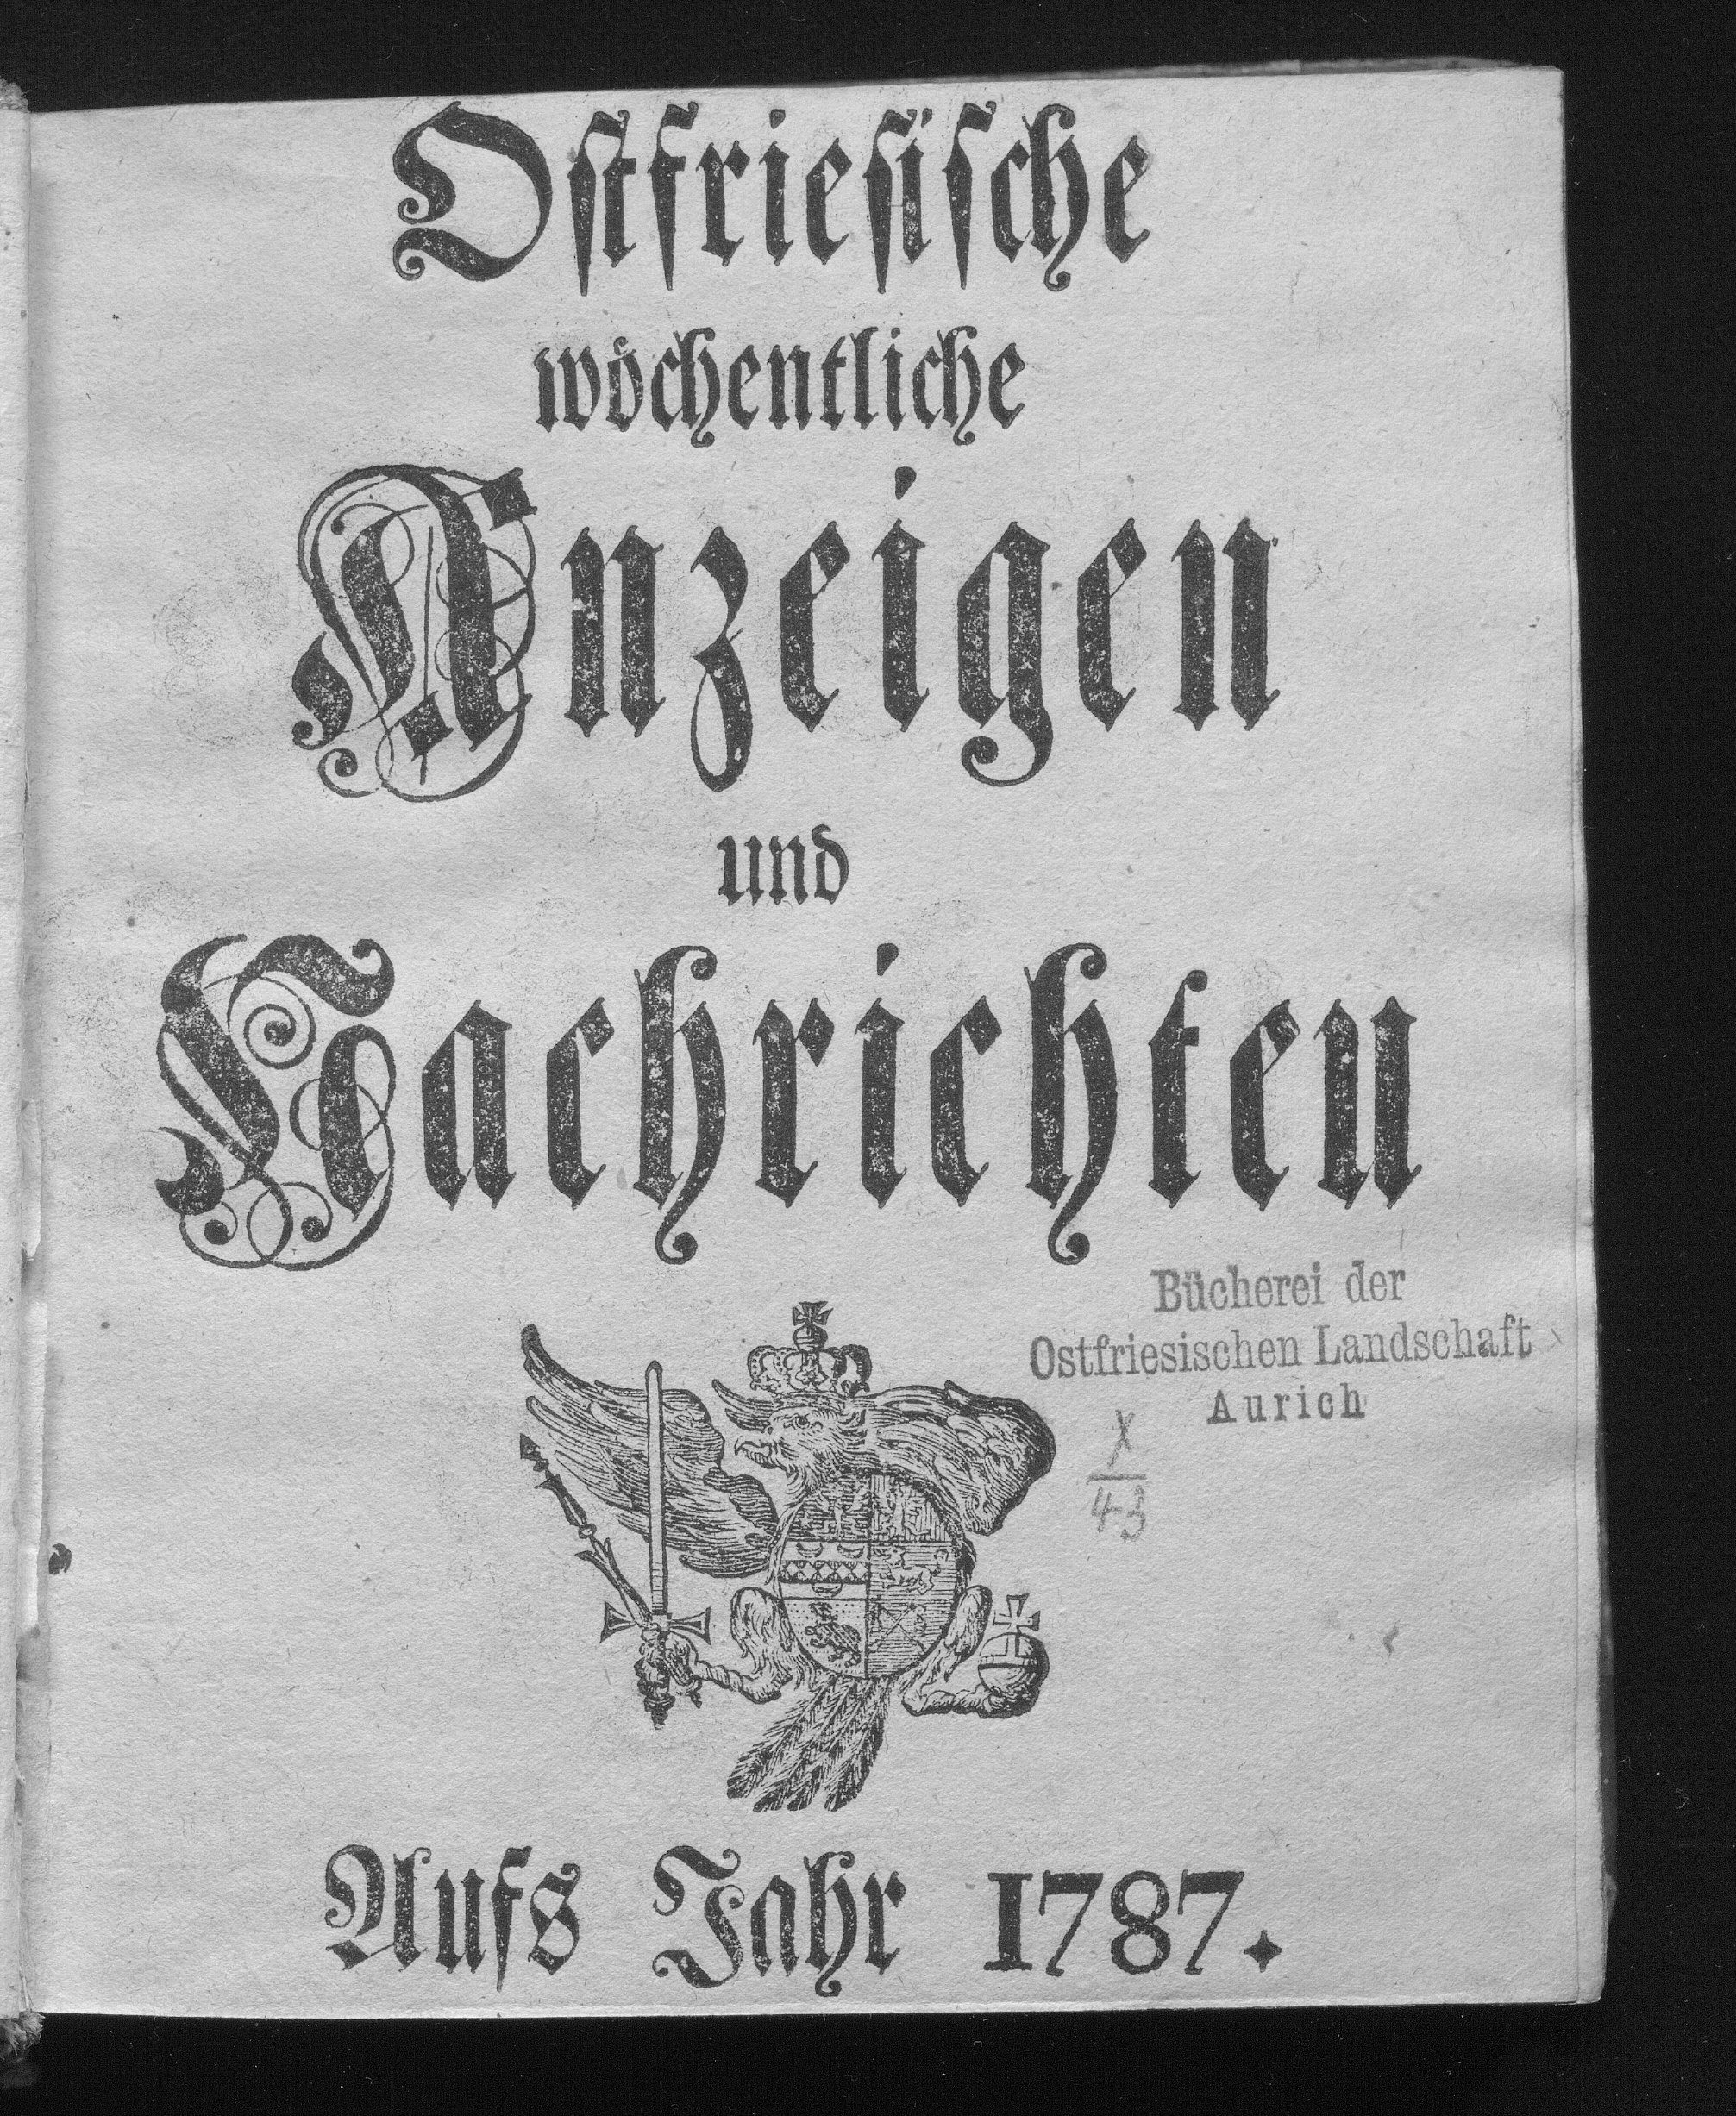 Ostfriesische
wöchentliche
Anzeigen
und
Nachrichten
Bücherei der
Ostfriesischen Landschaft
Aurich
X
43
Aufs Jahr 1787.